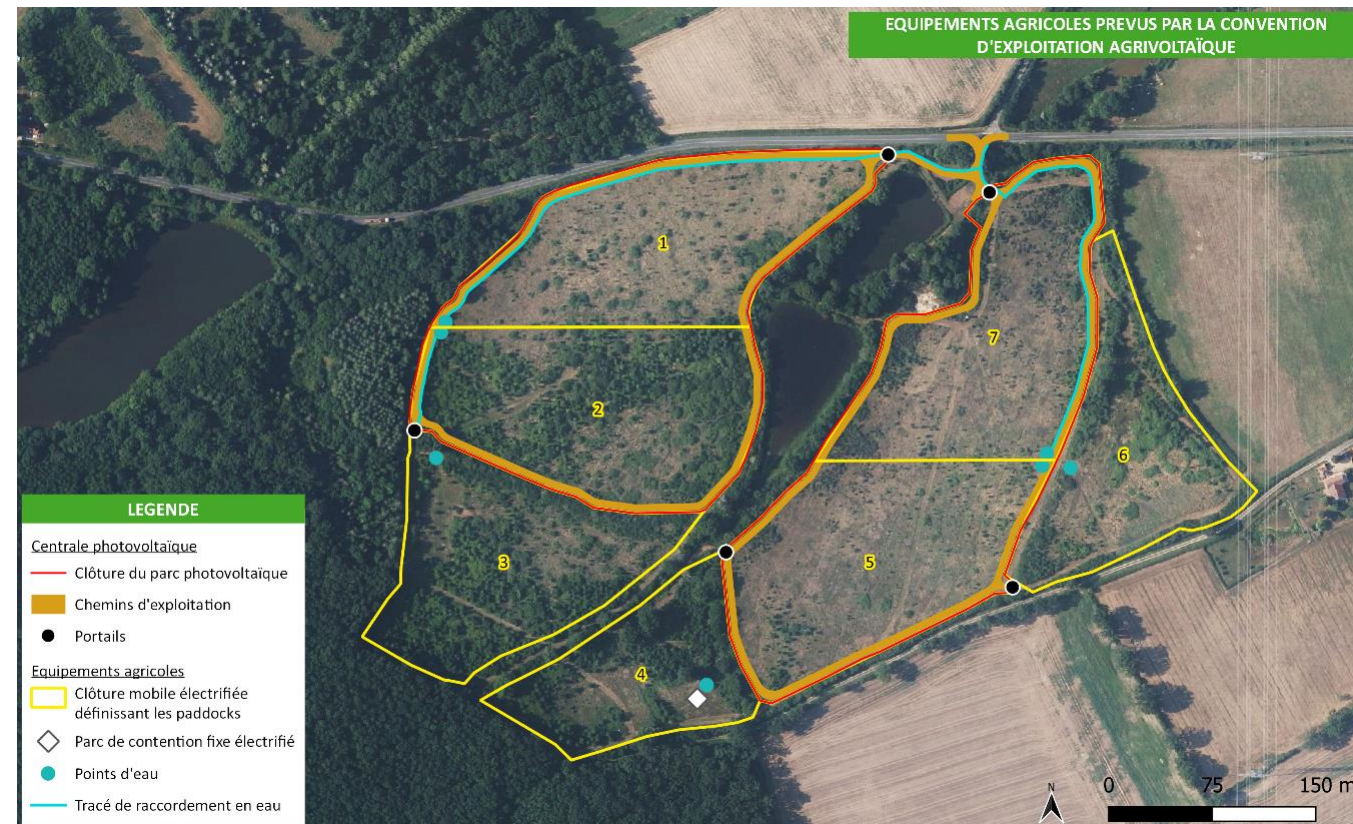 EQUIPEMENTS AGRICOLES PREVUS PAR LA CONVENTION
D'EXPLOITATION AGRIVOLTAÏQUE
1
7
2
6
3
5
4
LEGENDE
Centrale photovoltaïque
Clôture du parc photovoltaïque
Chemins d'exploitation
Portails
Equipements agricoles
Clôture mobile électrifiée
définissant les paddocks
Parc de contention fixe électrifié
Points d'eau
Tracé de raccordement en eau
N
0 75 150 m